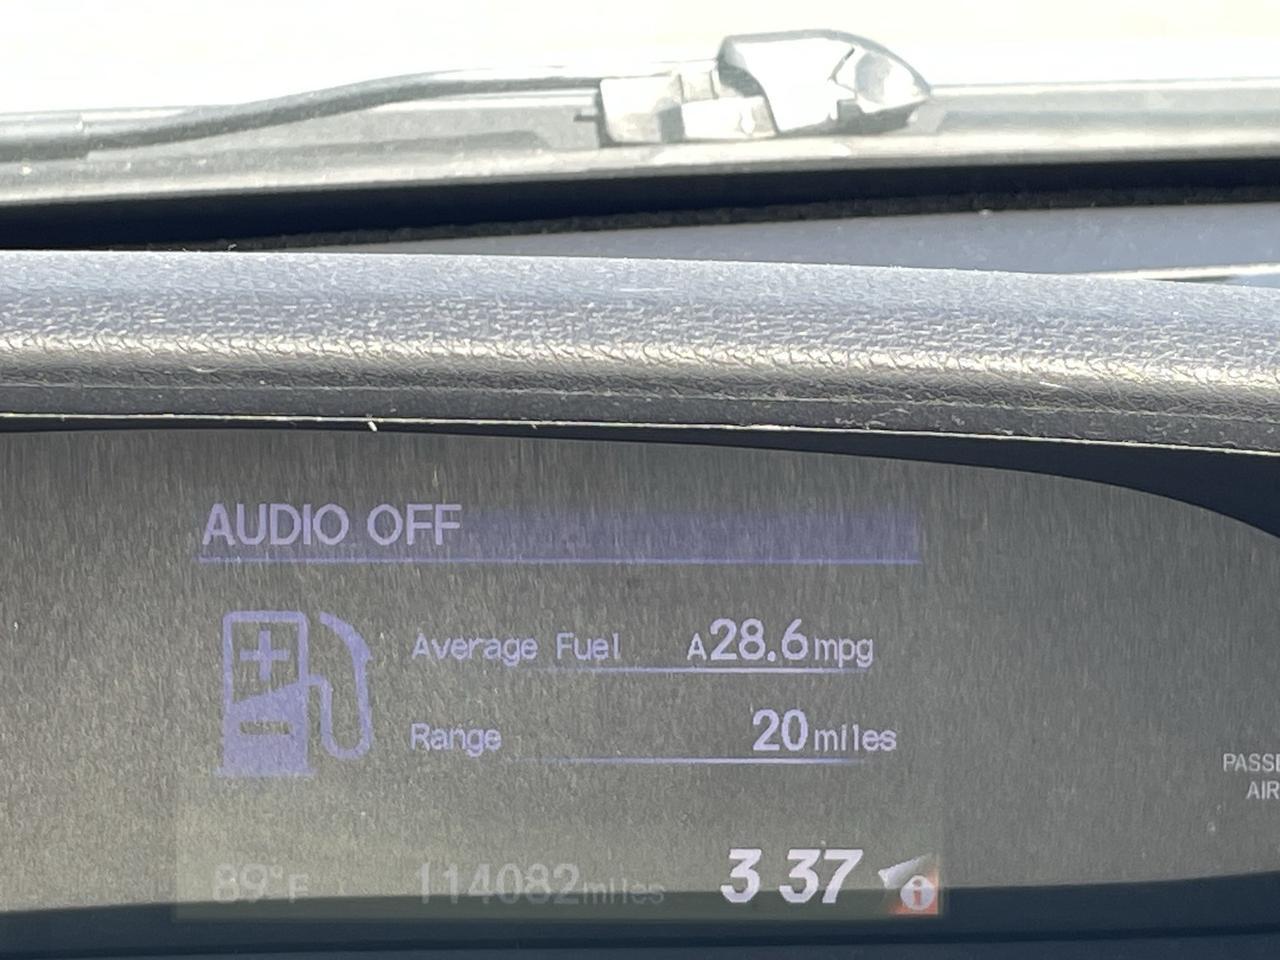 AUDIO OFF
Average Fuel A28.6mpg
Range 20miles
89°F 114082miles 3 37
PASSE
AIR